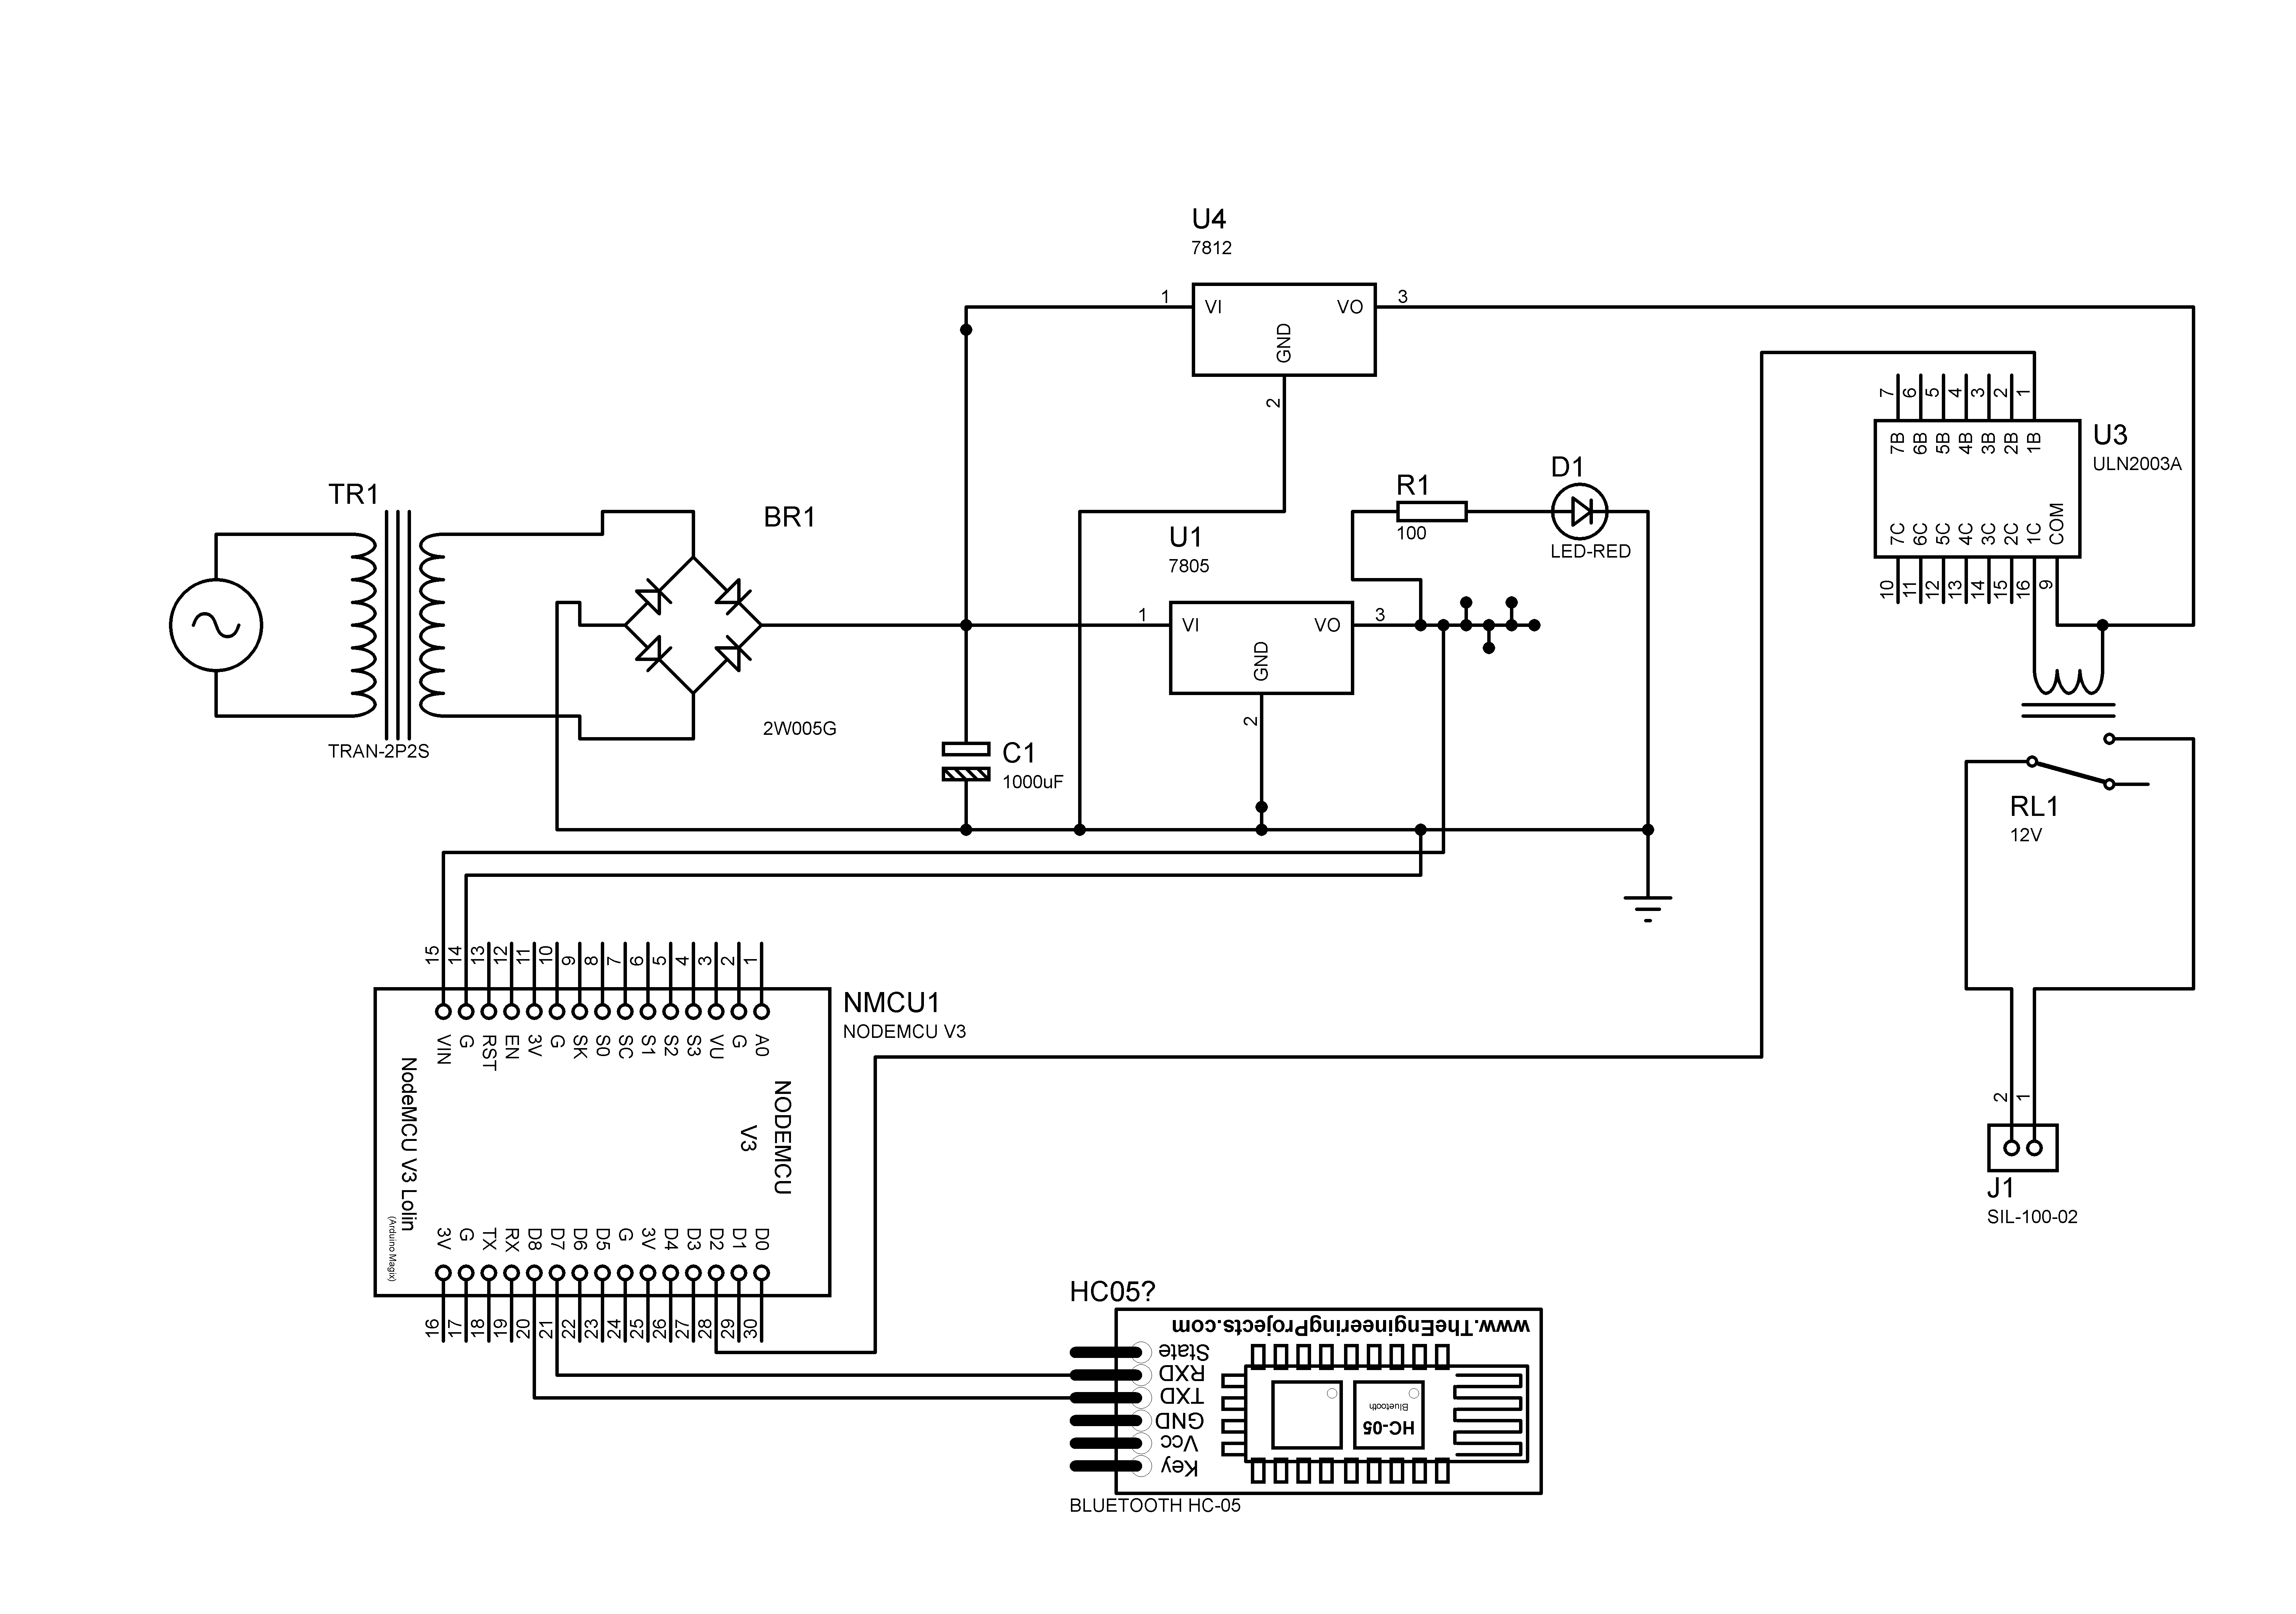 U4
7812
1
VI
VO
3
GND
2
7
6
5
4
3
2
1
7B
6B
5B
4B
3B
2B
1B
U3
ULN2003A
7C
6C
5C
4C
3C
2C
1C
COM
10
11
12
13
14
15
16
9
TR1
TRAN-2P2S
BR1
2W005G
R1
100
D1
LED-RED
U1
7805
1
VI
VO
3
GND
2
C1
1000uF
RL1
12V
15
14
13
12
11
10
9
8
7
6
5
4
3
2
1
NMCU1
NODEMCU V3
VIN
G
RST
EN
3V
G
SK
S0
SC
S1
S2
S3
VU
G
A0
NodeMCU V3 Lolin
(Arduino Magix)
NODEMCU
V3
3V
G
TX
RX
D8
D7
D6
D5
G
3V
D4
D3
D2
D1
D0
16
17
18
19
20
21
22
23
24
25
26
27
28
29
30
2
1
J1
SIL-100-02
HC05?
www.TheEngineeringProjects.com
State
RXD
TXD
GND
Vcc
Key
Bluetooth
HC-05
BLUETOOTH HC-05